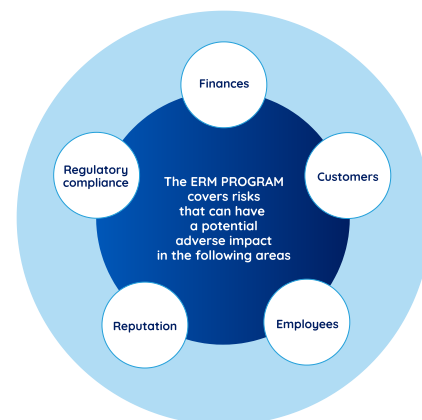 Finances
Regulatory
compliance
Customers
The ERM PROGRAM
covers risks
that can have
a potential
adverse impact
in the following areas
Reputation
Employees